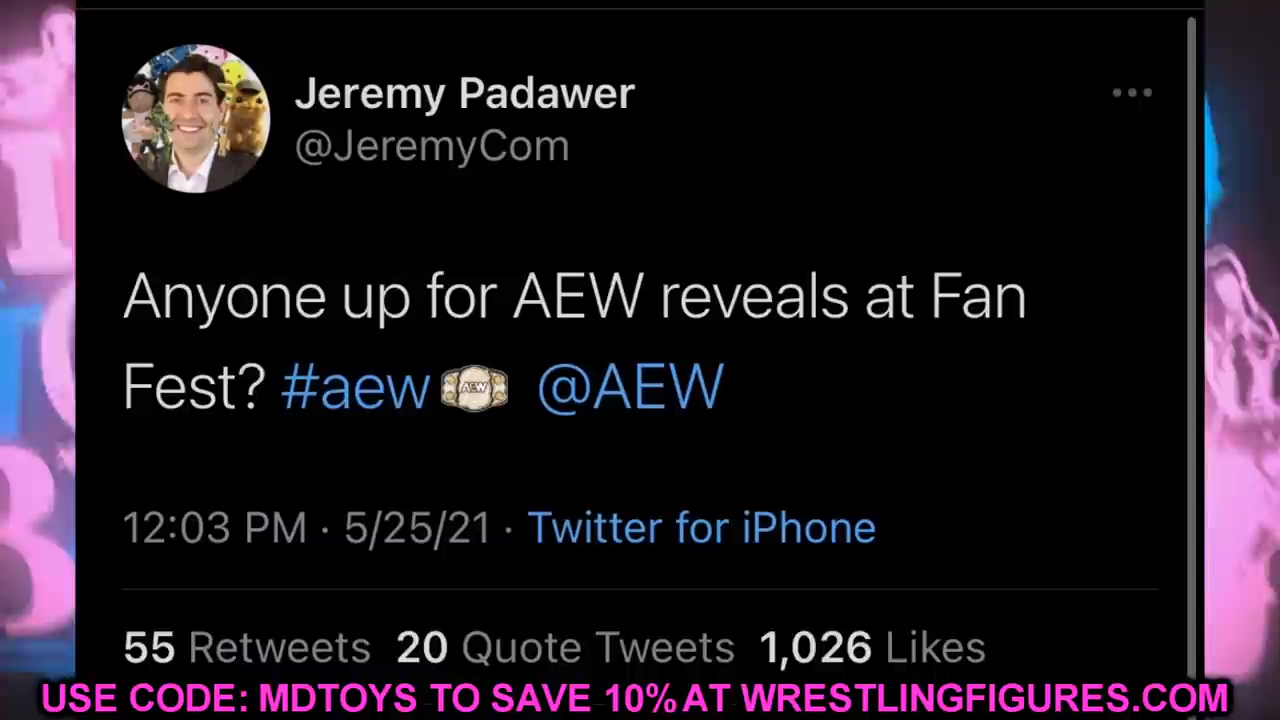 Jeremy Padawer
@JeremyCom
Anyone up for AEW reveals at Fan
Fest? #aew AEW @AEW
12:03 PM · 5/25/21 · Twitter for iPhone
55 Retweets 20 Quote Tweets 1,026 Likes
USE CODE: MDTOYS TO SAVE 10% AT WRESTLINGFIGURES.COM